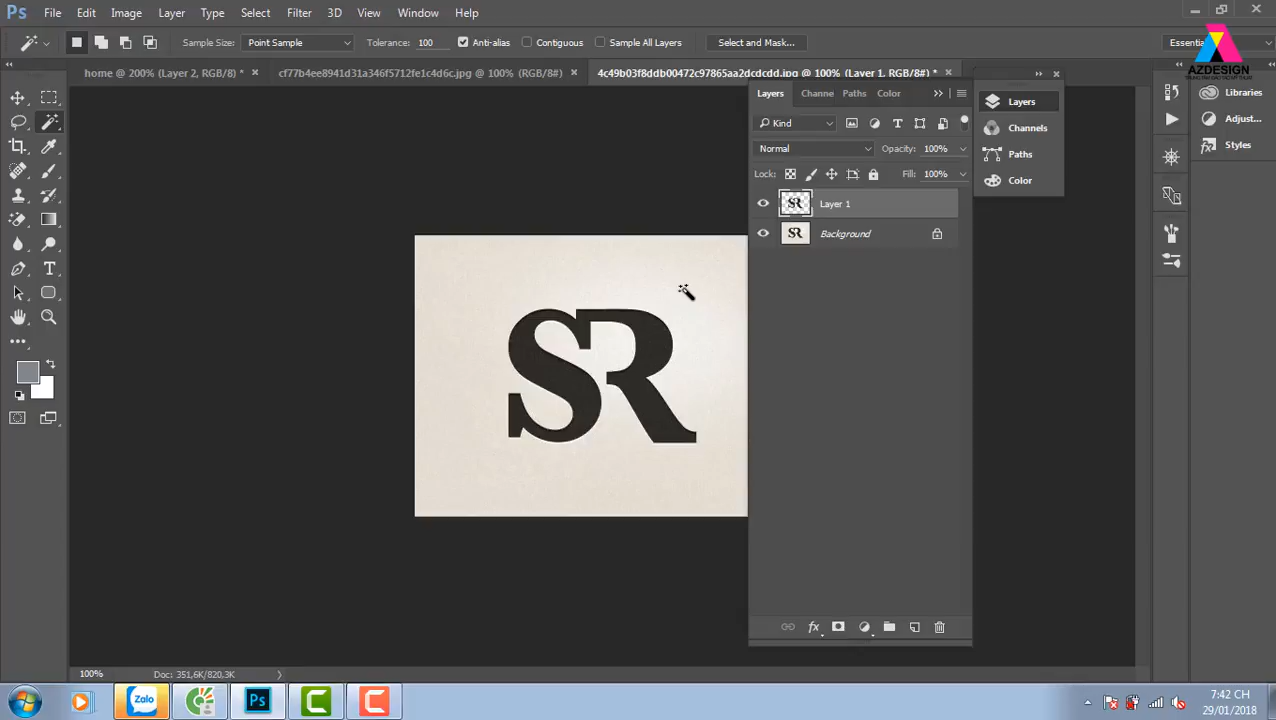 Ps File Edit Image Layer Type Select Filter 3D View Window Help
Sample Size: Point Sample Tolerance: 100 Anti-alias Contiguous Sample All Layers Select and Mask...
AZDESIGN
home @ 200% (Layer 2, RGB/8) * cf77b4ee8941d31a346f5712fe1c4d6c.jpg @ RGB/8#) 4c49b03f8ddb00472c97865aa2dcdcdd.jpg @ 100% (Layer 1, RGB/8#) *
Layers Channe Paths Color
Layers
Libraries
Kind
Channels
Adjust...
Normal Opacity: 100%
Styles
Paths
Lock: Fill: 100%
Color
Layer 1
Background
SR
100% Doc: 351,6K/820,3K
Zalo
Ps
7:42 CH
29/01/2018